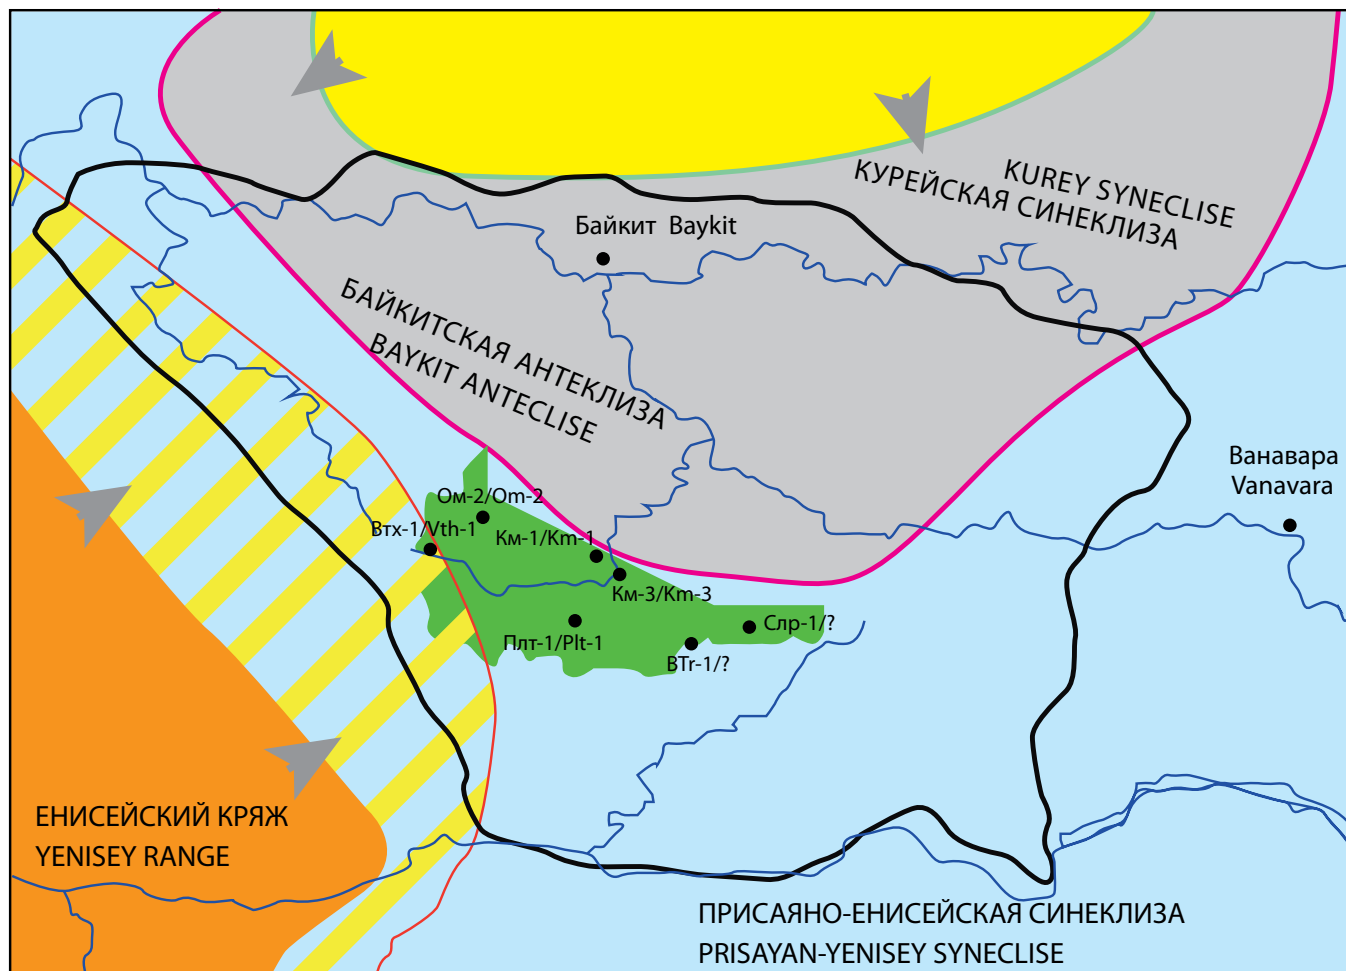 KUREY SYNECLISE
КУРЕЙСКАЯ СИНЕКЛИЗА
Байкит Baykit
БАЙКИТСКАЯ АНТЕКЛИЗА
BAYKIT ANTECLISE
Ванавара
Vanavara
Ом-2/Om-2
Втх-1/Vth-1
Км-1/Km-1
Км-3/Km-3
Слр-1/?
Плт-1/Plt-1
ВТг-1/?
ЕНИСЕЙСКИЙ КРЯЖ
YENISEY RANGE
ПРИСАЯНО-ЕНИСЕЙСКАЯ СИНЕКЛИЗА
PRISAYAN-YENISEY SYNECLISE